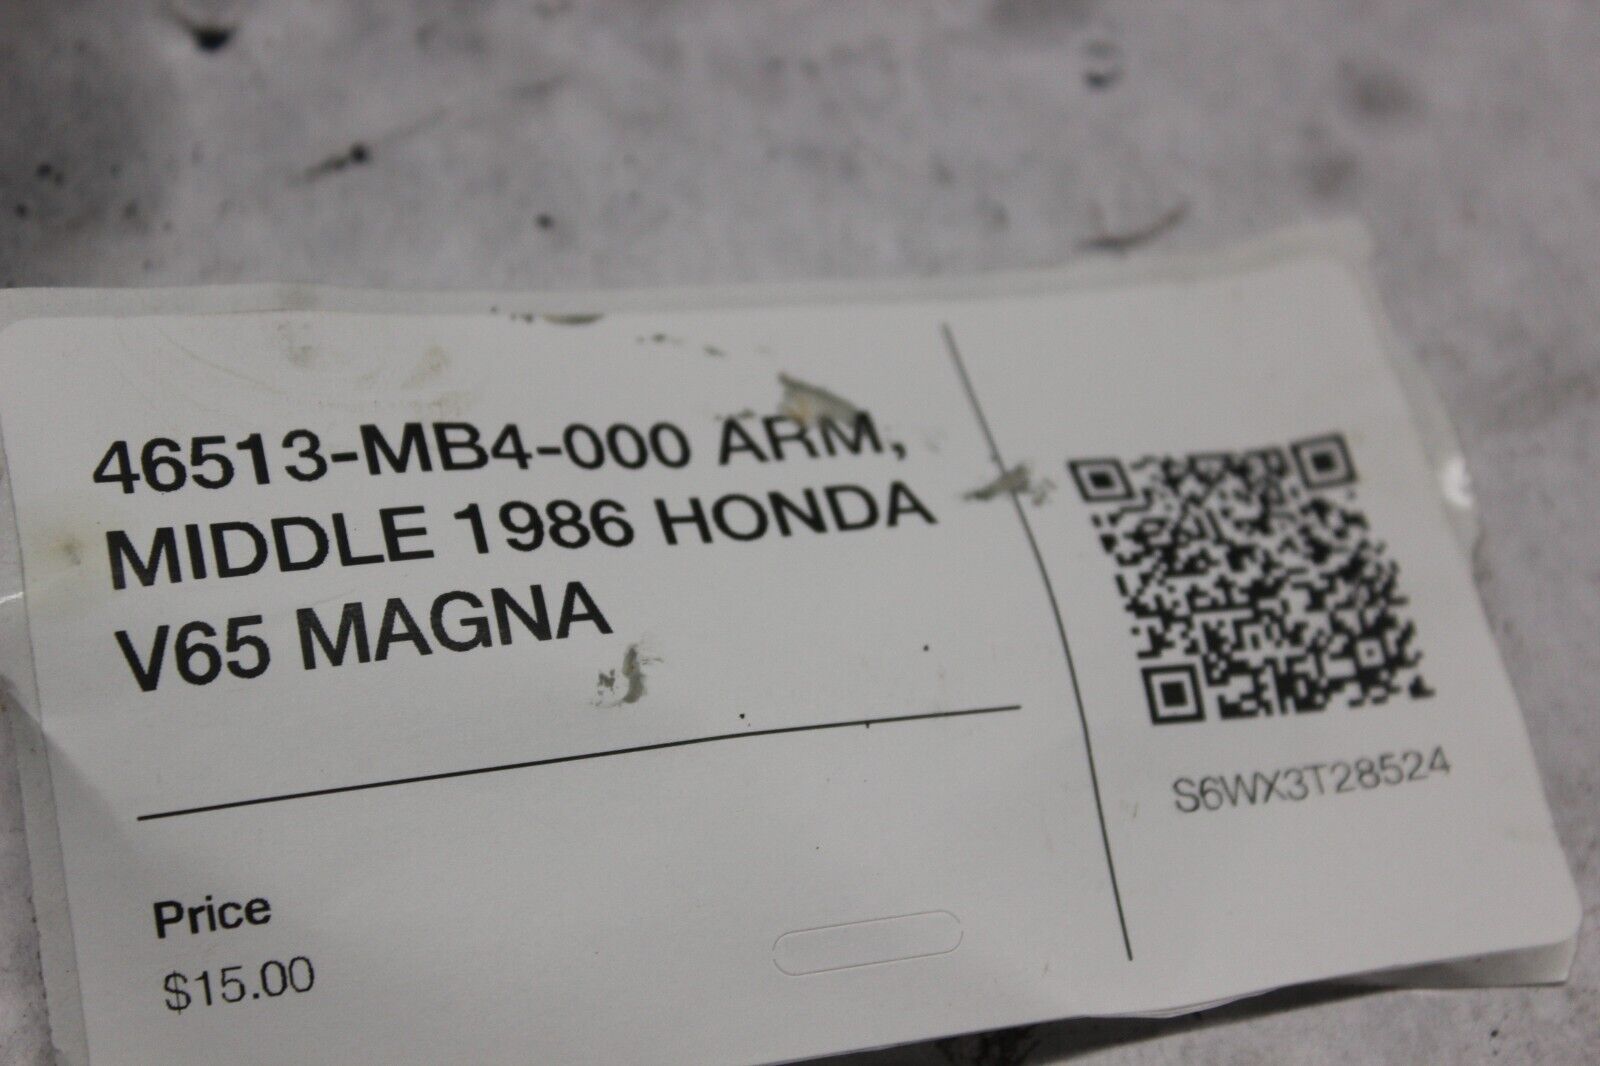 46513-MB4-000 ARM,
MIDDLE 1986 HONDA
V65 MAGNA
S6WX3T28524
Price
$15.00